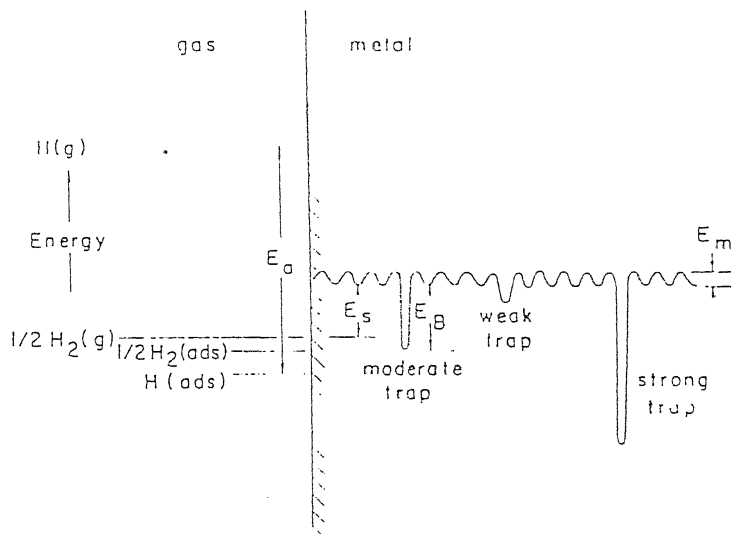 gas
metal
H(g)
Energy
E_a
E_m
E_s
E_B
weak
trap
1/2 H₂(g)
1/2 H₂(ads)
H(ads)
moderate
trap
strong
trap